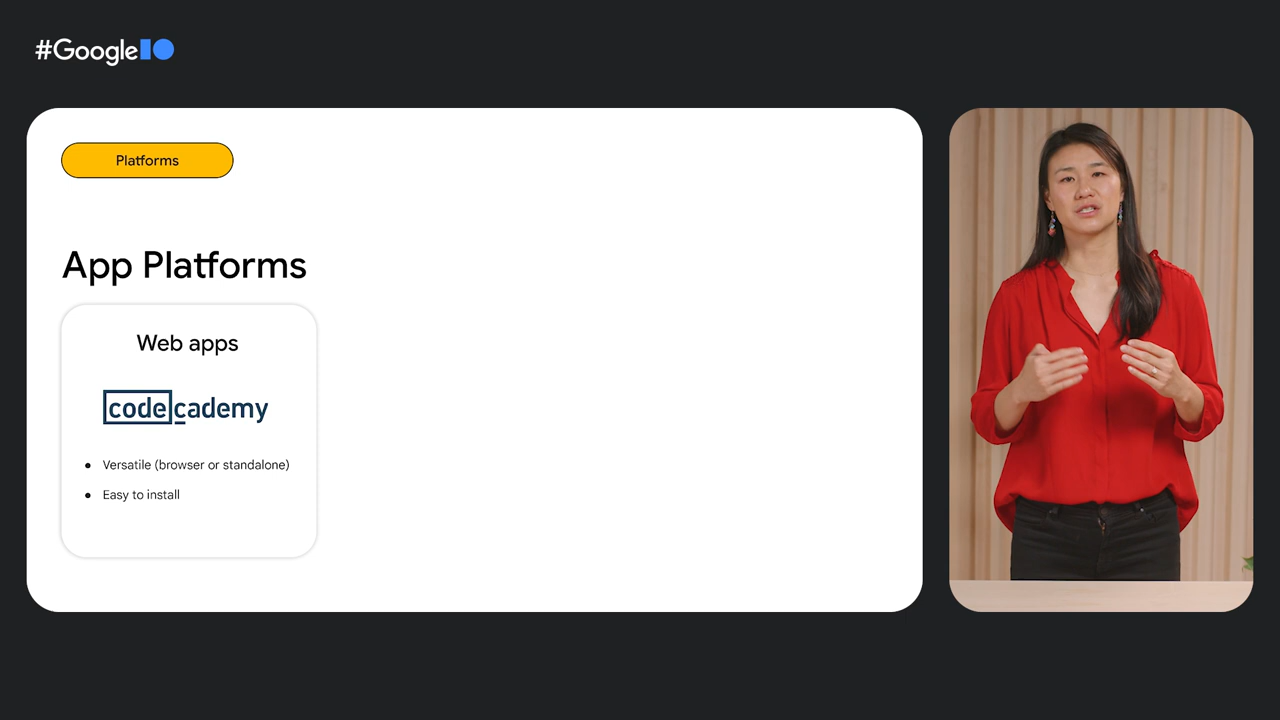 #GoogleIO
Platforms
App Platforms
Web apps
codecademy
• Versatile (browser or standalone)
• Easy to install